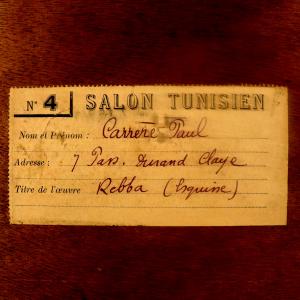 N° 4 SALON TUNISIEN
Nom et Prénom : Carrère Paul
Adresse : 7 Pass. Durand Claye
Titre de l'œuvre Rebba (Esquisse)